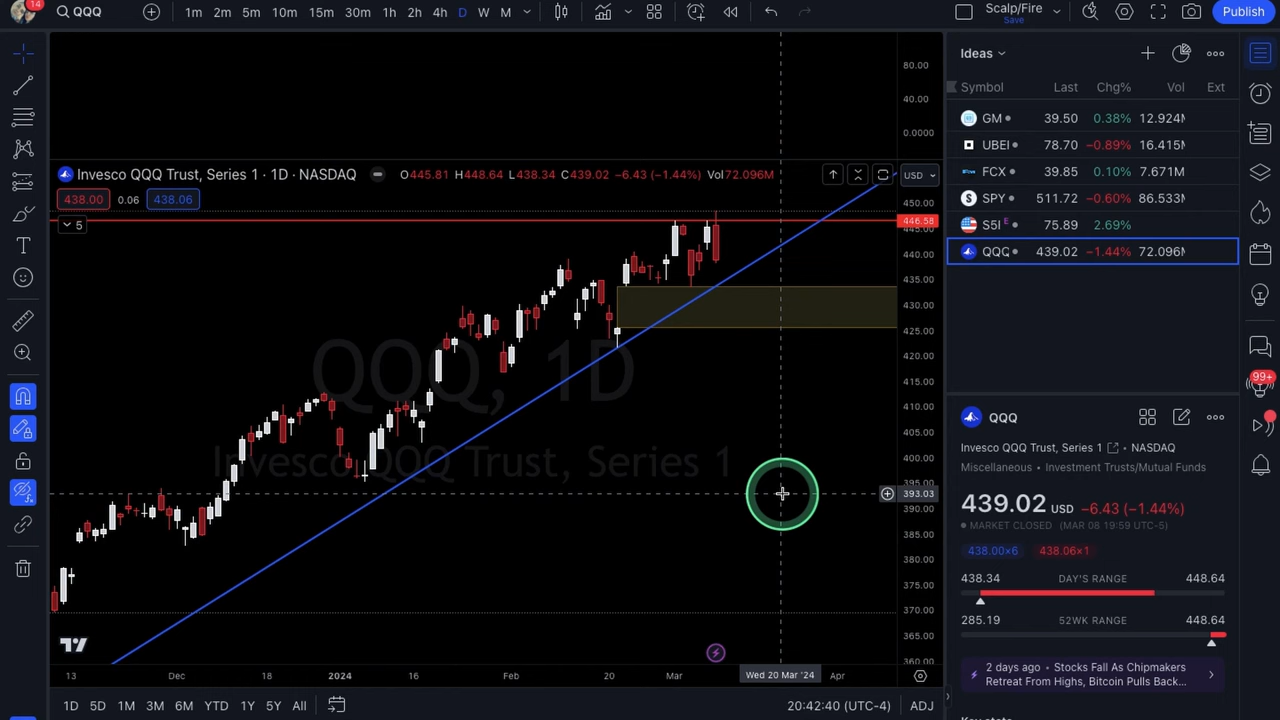 14 QQQ 1m 2m 5m 10m 15m 30m 1h 2h 4h D W M Scalp/Fire Save Publish
Ideas
Symbol Last Chg% Vol Ext
GM 39.50 0.38% 12.924M
UBEI 78.70 −0.89% 16.415M
FCX 39.85 0.10% 7.671M
SPY 511.72 −0.60% 86.533M
S5I E 75.89 2.69%
QQQ 439.02 −1.44% 72.096M
80.00
40.00
0.0000
Invesco QQQ Trust, Series 1 · 1D · NASDAQ O445.81 H448.64 L438.34 C439.02 −6.43 (−1.44%) Vol72.096M USD
438.00 0.06 438.06
5
450.00
446.58
445.00
440.00
435.00
430.00
425.00
420.00
415.00
410.00
405.00
400.00
395.00
393.03
390.00
385.00
380.00
375.00
370.00
365.00
360.00
QQQ, 1D
Invesco QQQ Trust, Series 1
13 Dec 18 2024 16 Feb 20 Mar Wed 20 Mar '24 Apr
1D 5D 1M 3M 6M YTD 1Y 5Y All 20:42:40 (UTC-4) ADJ
QQQ
Invesco QQQ Trust, Series 1 • NASDAQ
Miscellaneous • Investment Trusts/Mutual Funds
439.02 USD −6.43 (−1.44%)
MARKET CLOSED (MAR 08 19:59 UTC-5)
438.00×6 438.06×1
438.34 DAY'S RANGE 448.64
285.19 52WK RANGE 448.64
2 days ago • Stocks Fall As Chipmakers
Retreat From Highs, Bitcoin Pulls Back...
99+